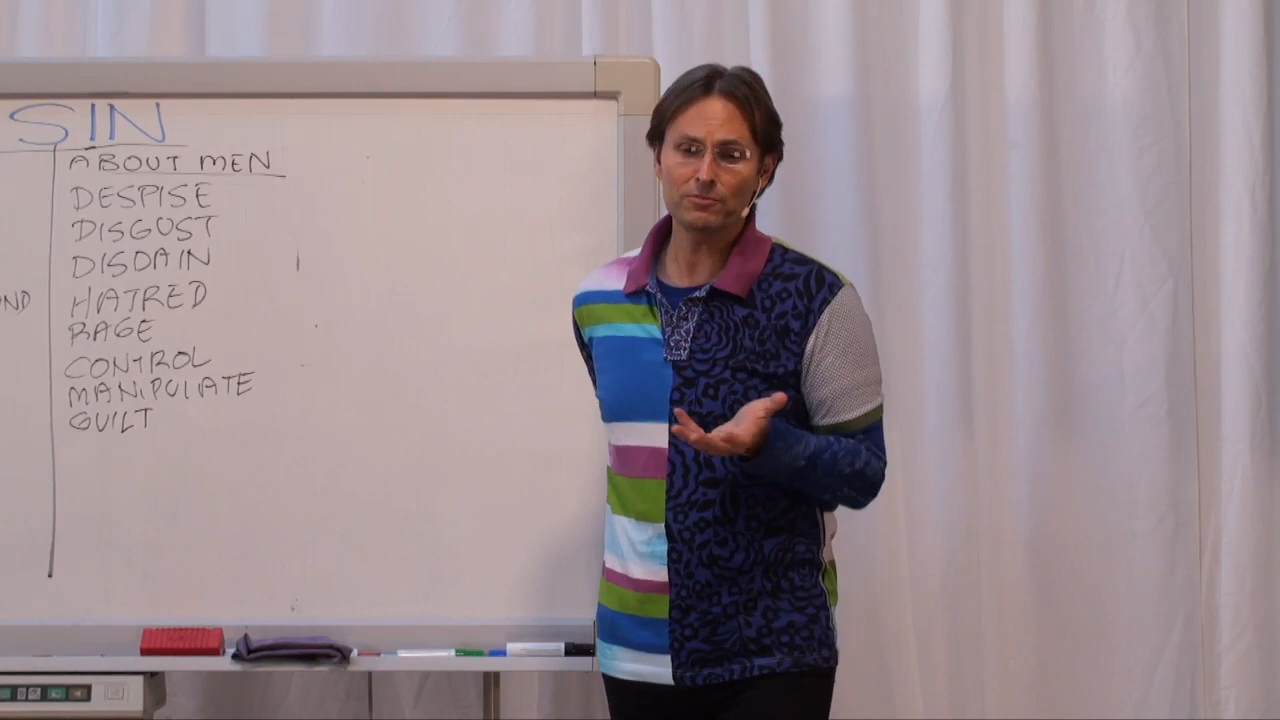 SIN
ABOUT MEN
DESPISE
DISGUST
DISDAIN
HATRED
RAGE
CONTROL
MANIPULATE
GUILT